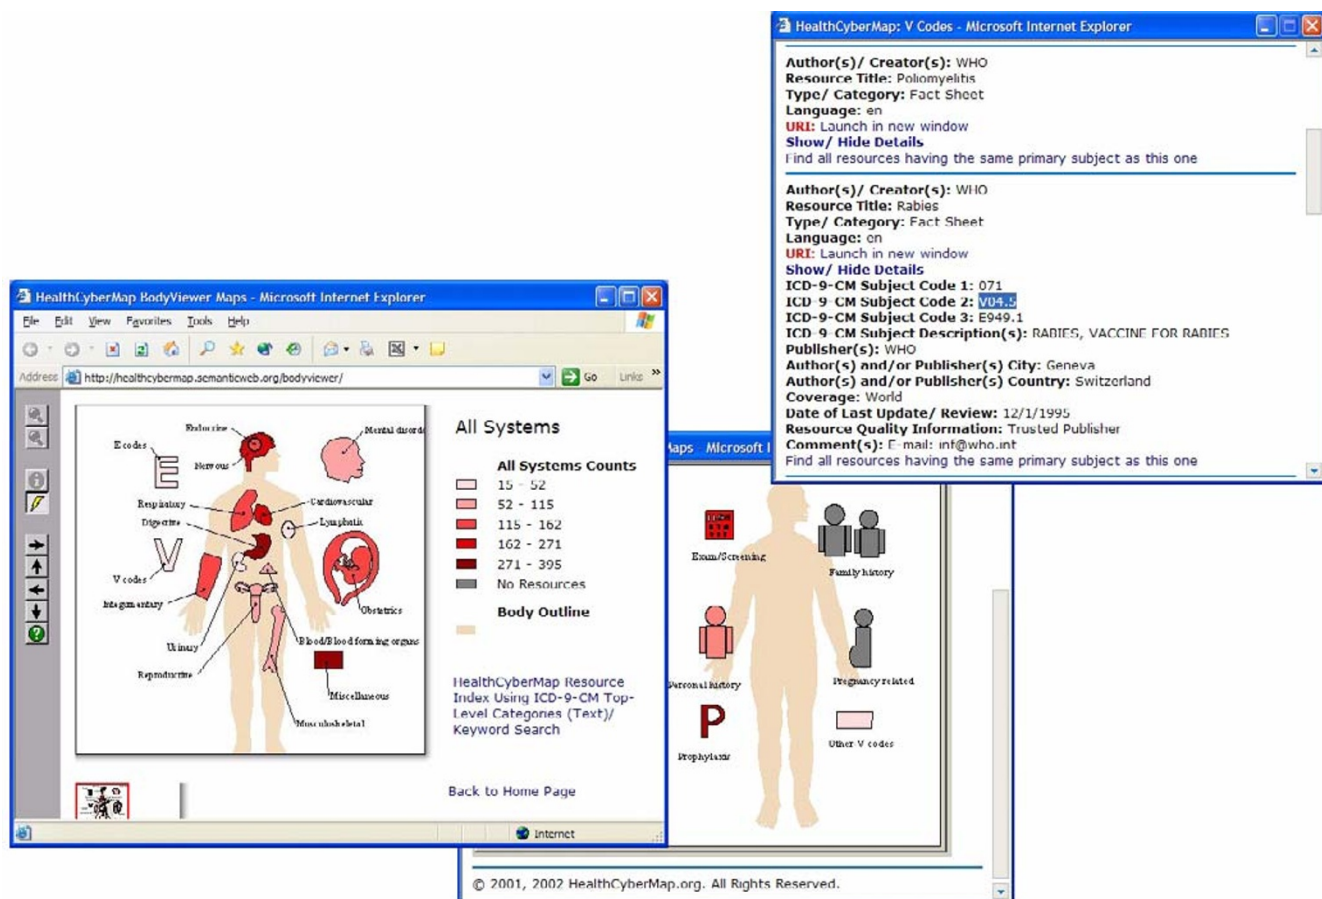 HealthCyberMap: V Codes - Microsoft Internet Explorer
Author(s)/ Creator(s): WHO
Resource Title: Poliomyelitis
Type/ Category: Fact Sheet
Language: en
URI: Launch in new window
Show/ Hide Details
Find all resources having the same primary subject as this one
Author(s)/ Creator(s): WHO
Resource Title: Rabies
Type/ Category: Fact Sheet
Language: en
URI: Launch in new window
Show/ Hide Details
ICD-9-CM Subject Code 1: 071
ICD-9-CM Subject Code 2: V04.5
ICD-9-CM Subject Code 3: E949.1
ICD-9-CM Subject Description(s): RABIES, VACCINE FOR RABIES
Publisher(s): WHO
Author(s) and/or Publisher(s) City: Geneva
Author(s) and/or Publisher(s) Country: Switzerland
Coverage: World
Date of Last Update/ Review: 12/1/1995
Resource Quality Information: Trusted Publisher
Comment(s): E-mail: inf@who.int
Find all resources having the same primary subject as this one
HealthCyberMap BodyViewer Maps - Microsoft Internet Explorer
File Edit View Favorites Tools Help
Address http://healthcybermap.semanticweb.org/bodyviewer/ Go Links »
Endocrine
Mental disord
E codes
E
Nervous
Respiratory
Cardiovascular
Digestive
Lymphatic
V
V codes
Integumentary
Obstetrics
Urinary
Blood/Blood forming organs
Reproductive
Miscellaneous
Musculoskeletal
All Systems
All Systems Counts
15 - 52
52 - 115
115 - 162
162 - 271
271 - 395
No Resources
Body Outline
HealthCyberMap Resource
Index Using ICD-9-CM Top-
Level Categories (Text)/
Keyword Search
Back to Home Page
Internet
Maps - Microsoft I
Exam/Screening
Family history
Personal history
Pregnancy related
P
Prophylaxis
Other V codes
© 2001, 2002 HealthCyberMap.org. All Rights Reserved.